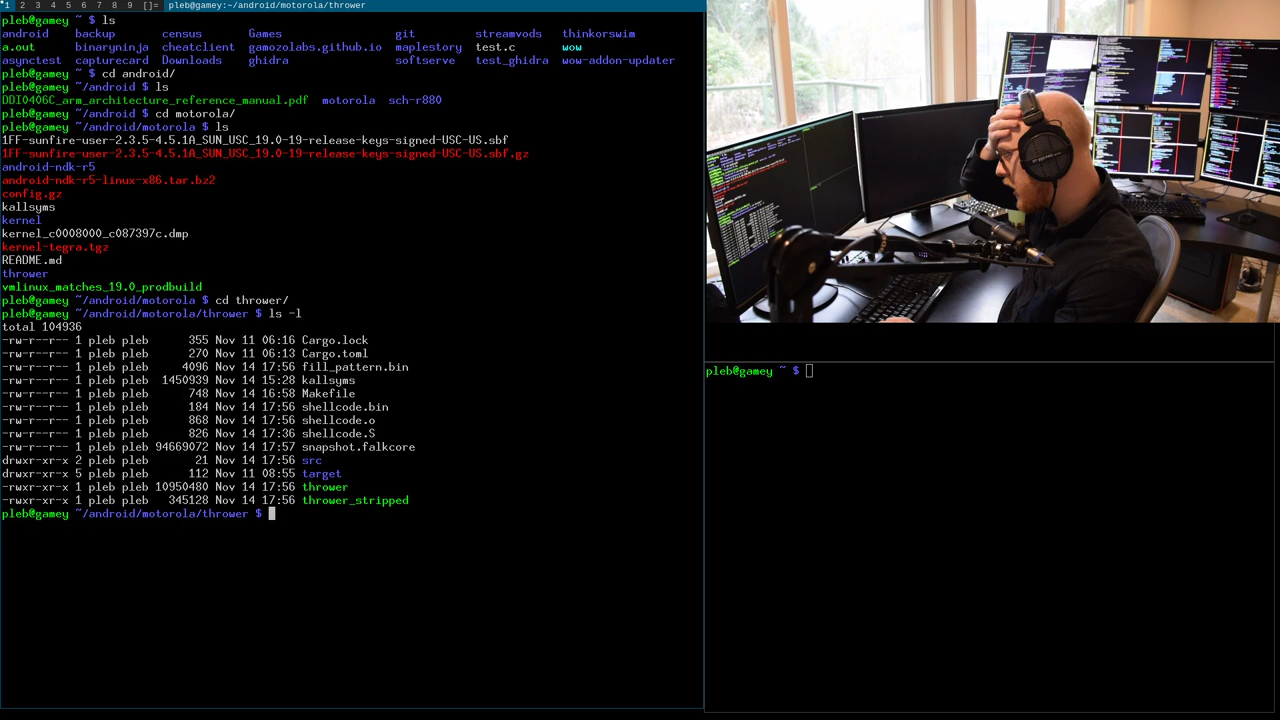 1 2 3 4 5 6 7 8 9 []= pleb@gamey:~/android/motorola/thrower
pleb@gamey ~ $ ls
android backup census Games git streamvods thinkorswim
a.out binaryninja cheatclient gamozolabs.github.io maplestory test.c wow
asynctest capturecard Downloads ghidra softserve test_ghidra wow-addon-updater
pleb@gamey ~ $ cd android/
pleb@gamey ~/android $ ls
DDI0406C_arm_architecture_reference_manual.pdf motorola sch-r880
pleb@gamey ~/android $ cd motorola/
pleb@gamey ~/android/motorola $ ls
1FF-sunfire-user-2.3.5-4.5.1A_SUN_USC_19.0-19-release-keys-signed-USC-US.sbf
1FF-sunfire-user-2.3.5-4.5.1A_SUN_USC_19.0-19-release-keys-signed-USC-US.sbf.gz
android-ndk-r5
android-ndk-r5-linux-x86.tar.bz2
config.gz
kallsyms
kernel
kernel_c0008000_c087397c.dmp
kernel-tegra.tgz
README.md
thrower
vmlinux_matches_19.0_prodbuild
pleb@gamey ~/android/motorola $ cd thrower/
pleb@gamey ~/android/motorola/thrower $ ls -l
total 104936
-rw-r--r-- 1 pleb pleb 355 Nov 11 06:16 Cargo.lock
-rw-r--r-- 1 pleb pleb 270 Nov 11 06:13 Cargo.toml
-rw-r--r-- 1 pleb pleb 4096 Nov 14 17:56 fill_pattern.bin
-rw-r--r-- 1 pleb pleb 1450939 Nov 14 15:28 kallsyms
-rw-r--r-- 1 pleb pleb 748 Nov 14 16:58 Makefile
-rw-r--r-- 1 pleb pleb 184 Nov 14 17:56 shellcode.bin
-rw-r--r-- 1 pleb pleb 868 Nov 14 17:56 shellcode.o
-rw-r--r-- 1 pleb pleb 826 Nov 14 17:36 shellcode.S
-rw-r--r-- 1 pleb pleb 94669072 Nov 14 17:57 snapshot.falkcore
drwxr-xr-x 2 pleb pleb 21 Nov 14 17:56 src
drwxr-xr-x 5 pleb pleb 112 Nov 11 08:55 target
-rwxr-xr-x 1 pleb pleb 10950480 Nov 14 17:56 thrower
-rwxr-xr-x 1 pleb pleb 345128 Nov 14 17:56 thrower_stripped
pleb@gamey ~/android/motorola/thrower $
pleb@gamey ~ $